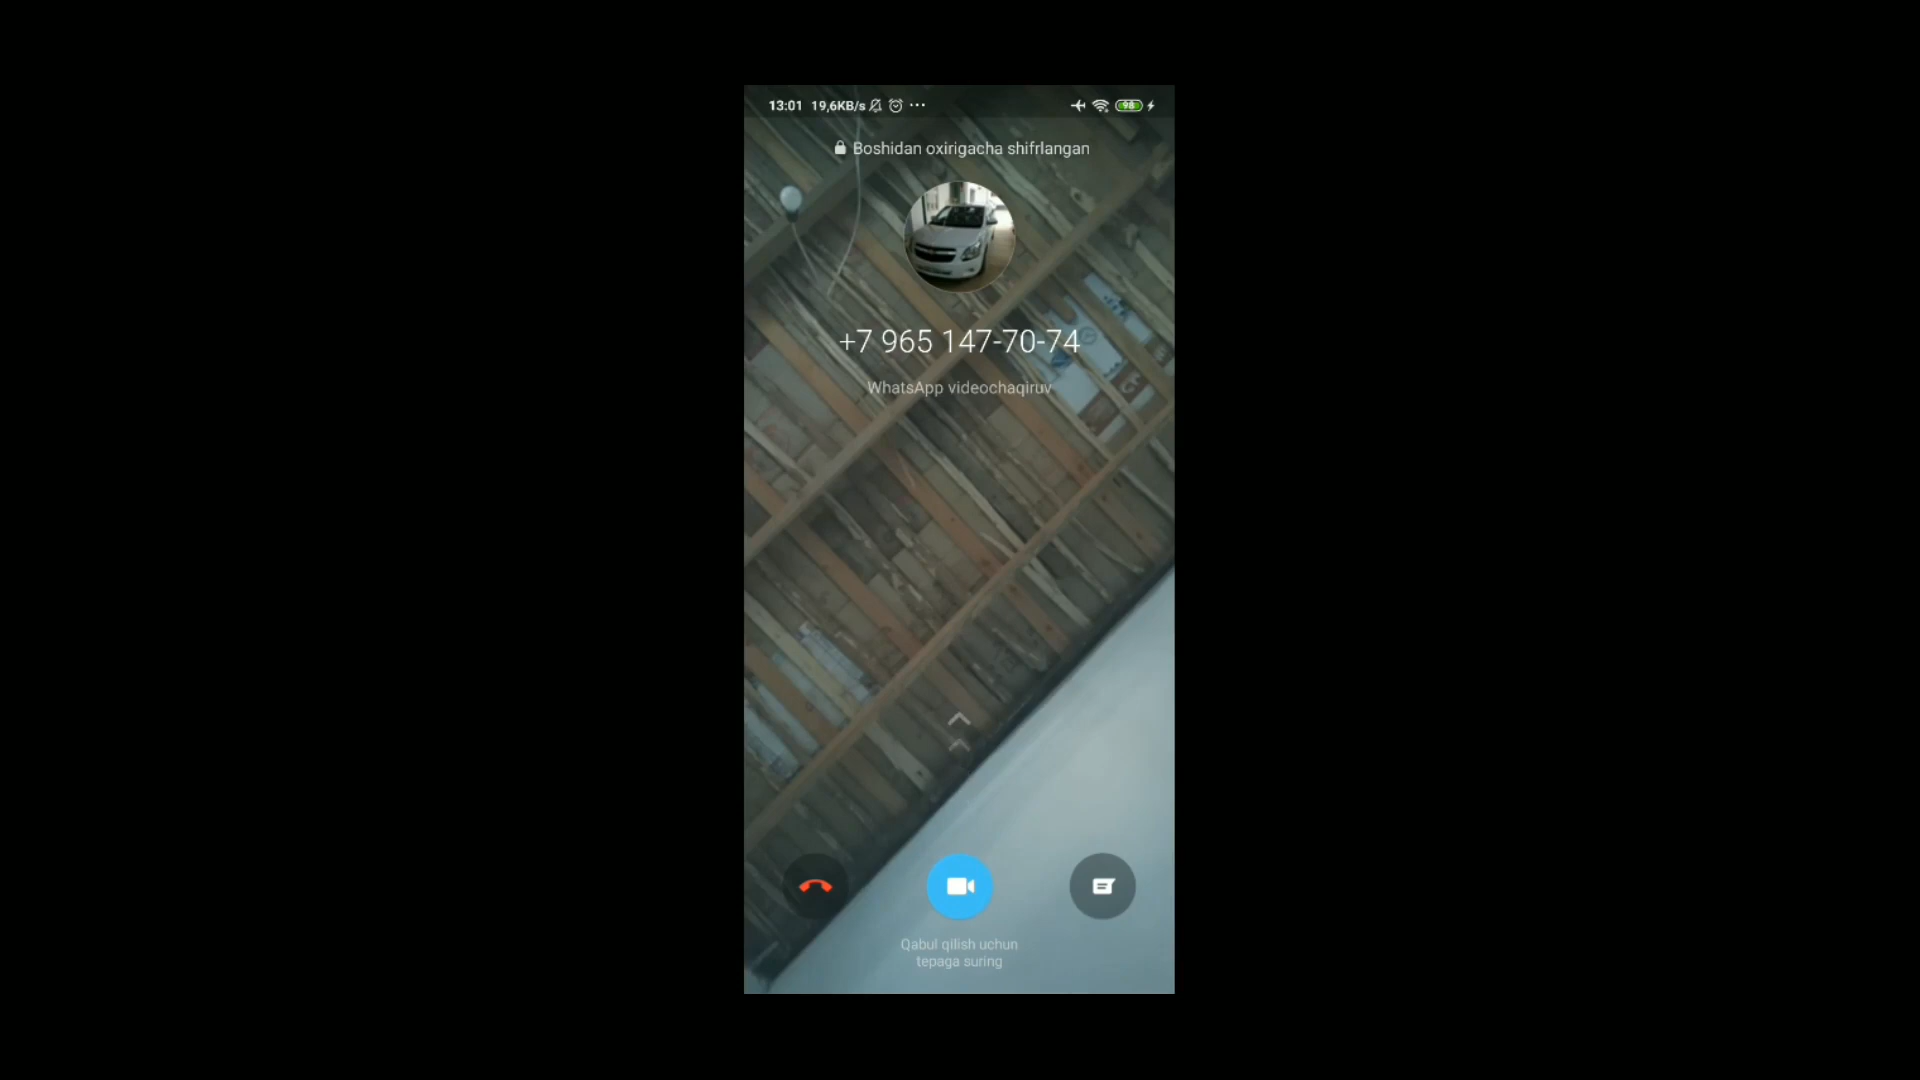 13:01 19,6KB/s ... 98
Boshidan oxirigacha shifrlangan
+7 965 147-70-74
WhatsApp videochaqiruv
Qabul qilish uchun
tepaga suring